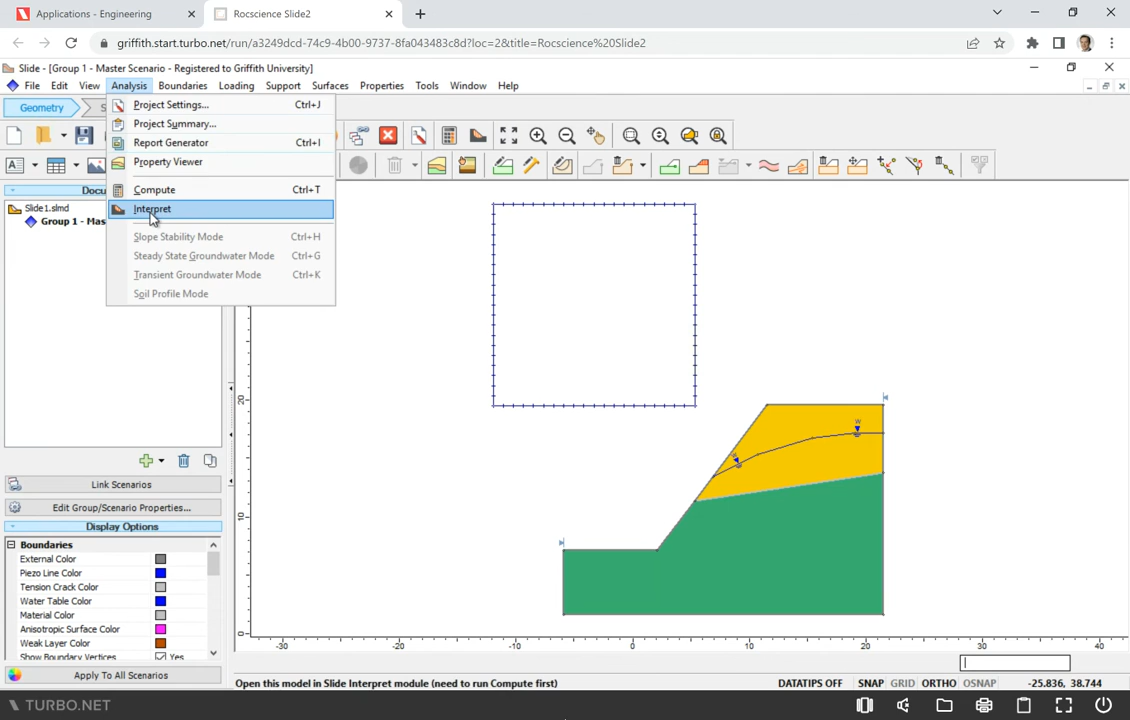 Applications - Engineering
Rocscience Slide2
griffith.start.turbo.net/run/a3249dcd-74c9-4b00-9737-8fa043483c8d?loc=2&title=Rocscience%20Slide2
Slide - [Group 1 - Master Scenario - Registered to Griffith University]
File Edit View Analysis Boundaries Loading Support Surfaces Properties Tools Window Help
Geometry S
Project Settings... Ctrl+J
Project Summary...
Report Generator Ctrl+I
Property Viewer
Compute Ctrl+T
Interpret
Slope Stability Mode Ctrl+H
Steady State Groundwater Mode Ctrl+G
Transient Groundwater Mode Ctrl+K
Soil Profile Mode
A
Docu
Slide1.slmd
Group 1 - Mas
20
10
0
W
W
Link Scenarios
Edit Group/Scenario Properties...
Display Options
Boundaries
External Color
Piezo Line Color
Tension Crack Color
Water Table Color
Material Color
Anisotropic Surface Color
Weak Layer Color
Show Boundary Vertices Yes
Apply To All Scenarios
-30 -20 -10 0 10 20 30 40
Open this model in Slide Interpret module (need to run Compute first)
DATATIPS OFF SNAP GRID ORTHO OSNAP -25.836, 38.744
TURBO.NET